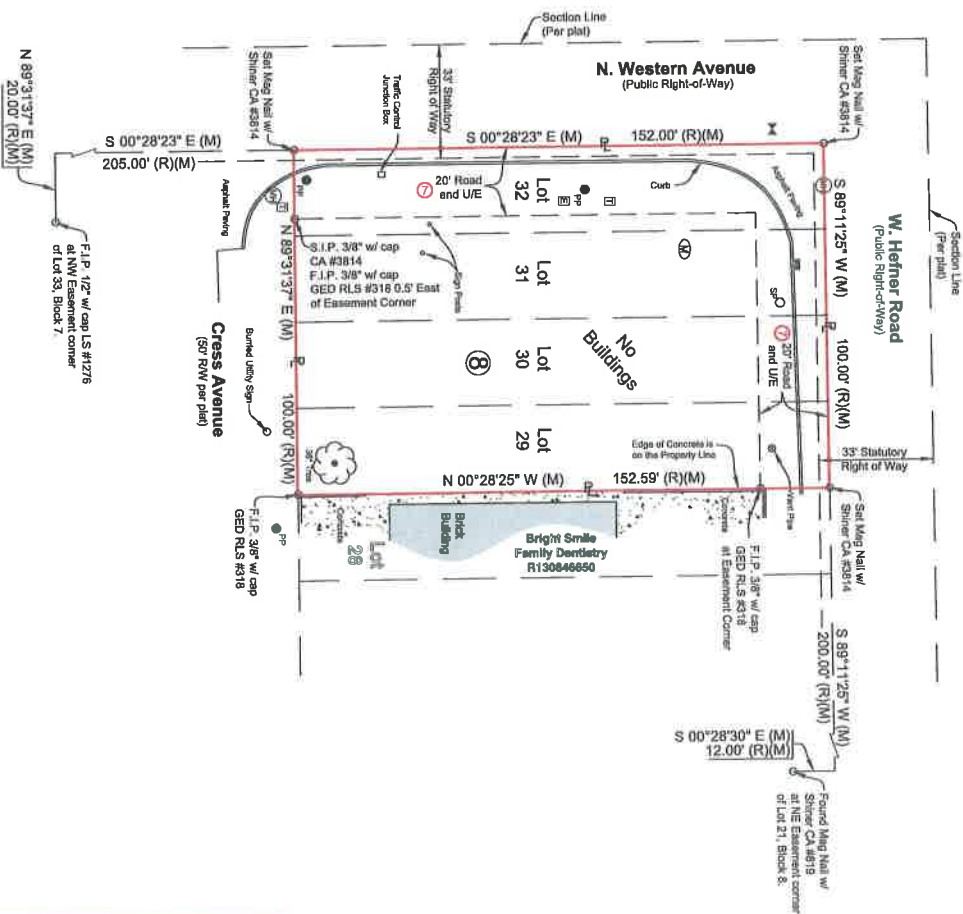 Section Line
(Per plat)
N. Western Avenue
(Public Right-of-Way)
Set Mag Nail w/
Shiner CA #3814
33' Statutory
Right of Way
Traffic Control
Junction Box
Set Mag Nail w/
Shiner CA #3814
Section Line
(Per plat)
W. Hefner Road
(Public Right-of-Way)
S 00°28'23" E (M)
152.00' (R)(M)
S 00°28'23" E (M)
205.00' (R)(M)
N 89°31'37" E (M)
20.00' (R)(M)
F.I.P. 1/2" w/ cap LS #1276
at NW Easement corner
of Lot 33, Block 7.
Asphalt Paving
PP
T
7
20' Road
and U/E
Lot
32
PP
E
T
Curb
Asphalt Paving
S 89°11'25" W (M)
100.00' (R)(M)
S.I.P. 3/8" w/ cap
CA #3814
F.I.P. 3/8" w/ cap
GED RLS #318 0.5' East
of Easement Corner
Sign Posts
Lot
31
M
SP
7
20' Road
and U/E
N 89°31'37" E (M)
100.00' (R)(M)
Cress Avenue
(50' R/W per plat)
Burried Utility Sign
Lot
30
8
No
Buildings
Lot
29
36" Tree
Edge of Concrete is
on the Property Line
33' Statutory
Right of Way
N 00°28'25" W (M)
152.59' (R)(M)
Vent Pipe
Set Mag Nail w/
Shiner CA #3814
F.I.P. 3/8" w/ cap
GED RLS #318
PP
Concrete
Lot
28
Brick
Building
Bright Smile
Family Dentistry
R130846650
Concrete
F.I.P. 3/8" w/ cap
GED RLS #318
at Easement Corner
S 89°11'25" W (M)
200.00' (R)(M)
S 00°28'30" E (M)
12.00' (R)(M)
Found Mag Nail w/
Shiner CA #819
at NE Easement corner
of Lot 21, Block 8.